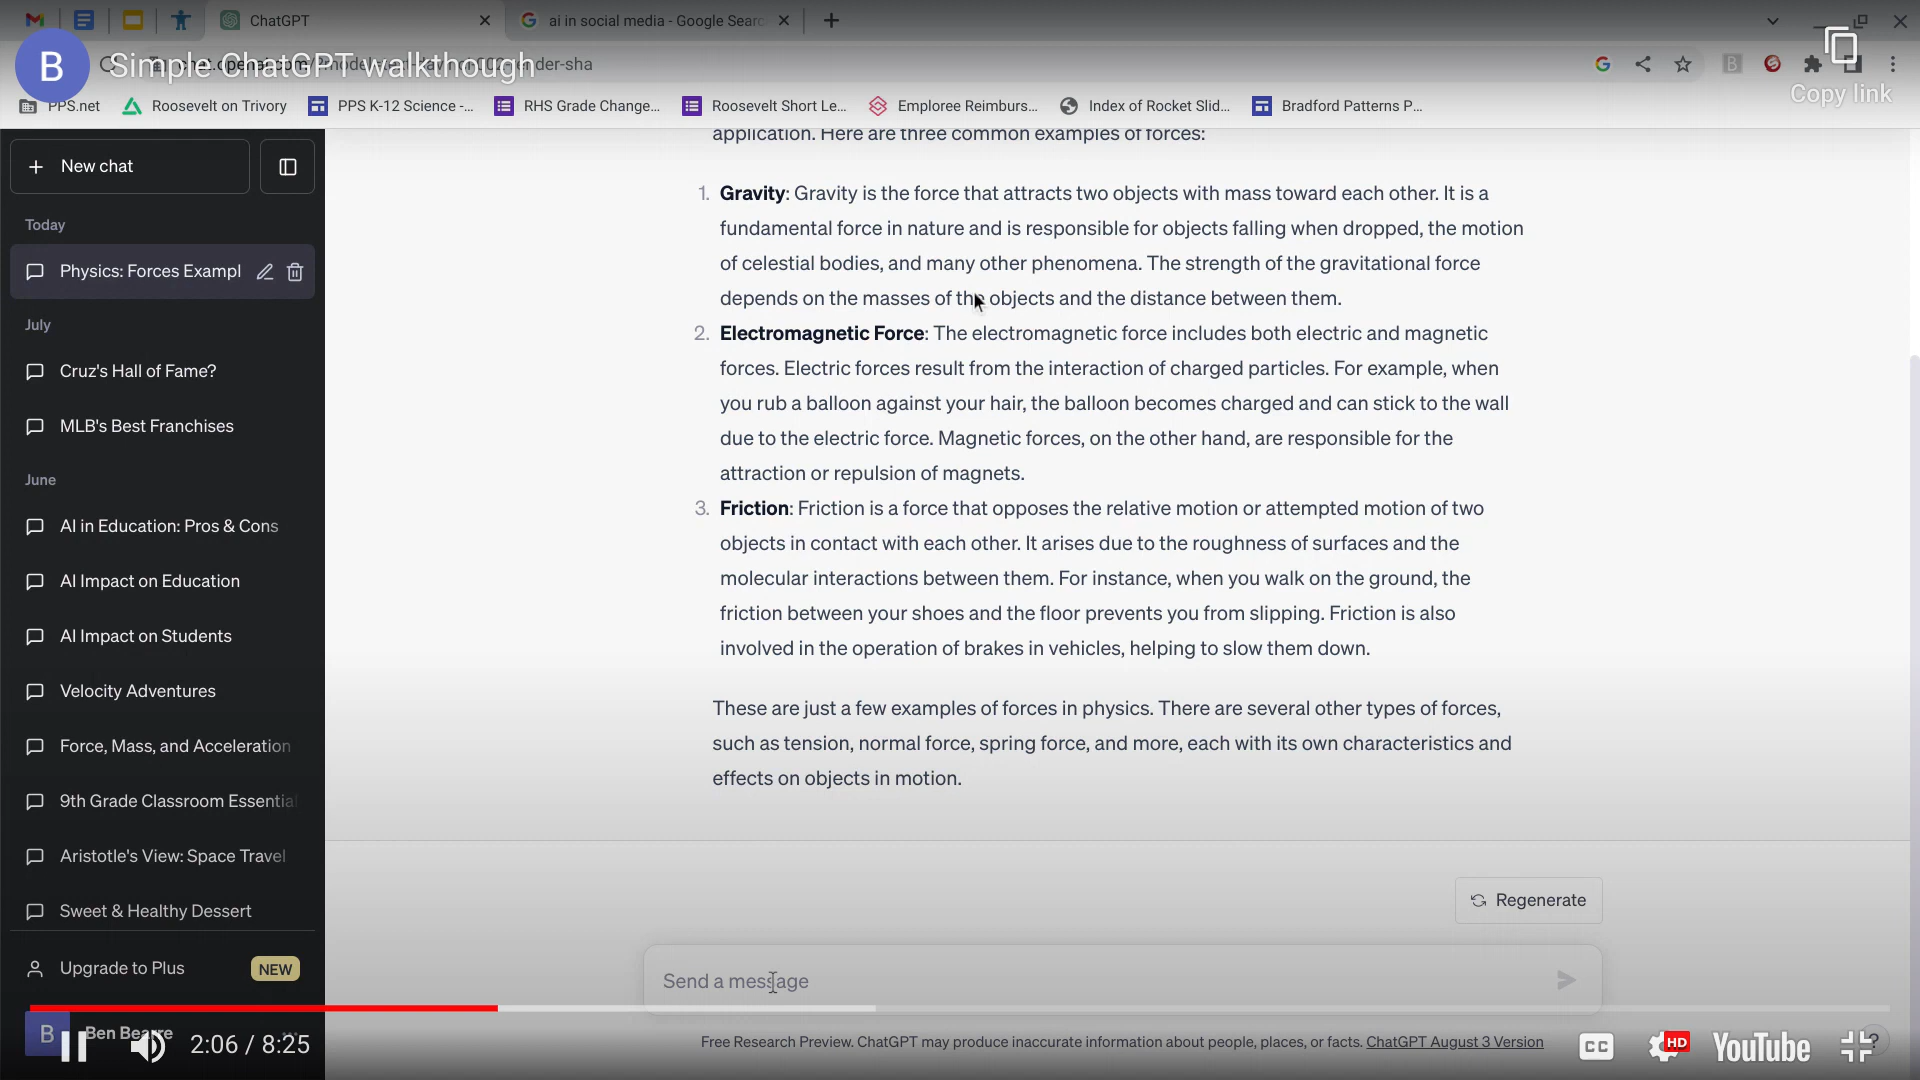 ChatGPT
ai in social media - Google Searc
B
Simple ChatGPT walkthough
Copy link
PPS.net
Roosevelt on Trivory
PPS K-12 Science -...
RHS Grade Change...
Roosevelt Short Le...
Emploree Reimburs...
Index of Rocket Slid...
Bradford Patterns P...
New chat
Today
Physics: Forces Exampl
July
Cruz's Hall of Fame?
MLB's Best Franchises
June
AI in Education: Pros & Cons
AI Impact on Education
AI Impact on Students
Velocity Adventures
Force, Mass, and Acceleration
9th Grade Classroom Essential
Aristotle's View: Space Travel
Sweet & Healthy Dessert
Upgrade to Plus
NEW
B
Ben
2:06 / 8:25
application. Here are three common examples of forces:
1. Gravity: Gravity is the force that attracts two objects with mass toward each other. It is a
fundamental force in nature and is responsible for objects falling when dropped, the motion
of celestial bodies, and many other phenomena. The strength of the gravitational force
depends on the masses of the objects and the distance between them.
2. Electromagnetic Force: The electromagnetic force includes both electric and magnetic
forces. Electric forces result from the interaction of charged particles. For example, when
you rub a balloon against your hair, the balloon becomes charged and can stick to the wall
due to the electric force. Magnetic forces, on the other hand, are responsible for the
attraction or repulsion of magnets.
3. Friction: Friction is a force that opposes the relative motion or attempted motion of two
objects in contact with each other. It arises due to the roughness of surfaces and the
molecular interactions between them. For instance, when you walk on the ground, the
friction between your shoes and the floor prevents you from slipping. Friction is also
involved in the operation of brakes in vehicles, helping to slow them down.
These are just a few examples of forces in physics. There are several other types of forces,
such as tension, normal force, spring force, and more, each with its own characteristics and
effects on objects in motion.
Regenerate
Send a message
Free Research Preview. ChatGPT may produce inaccurate information about people, places, or facts. ChatGPT August 3 Version
CC
HD
YouTube